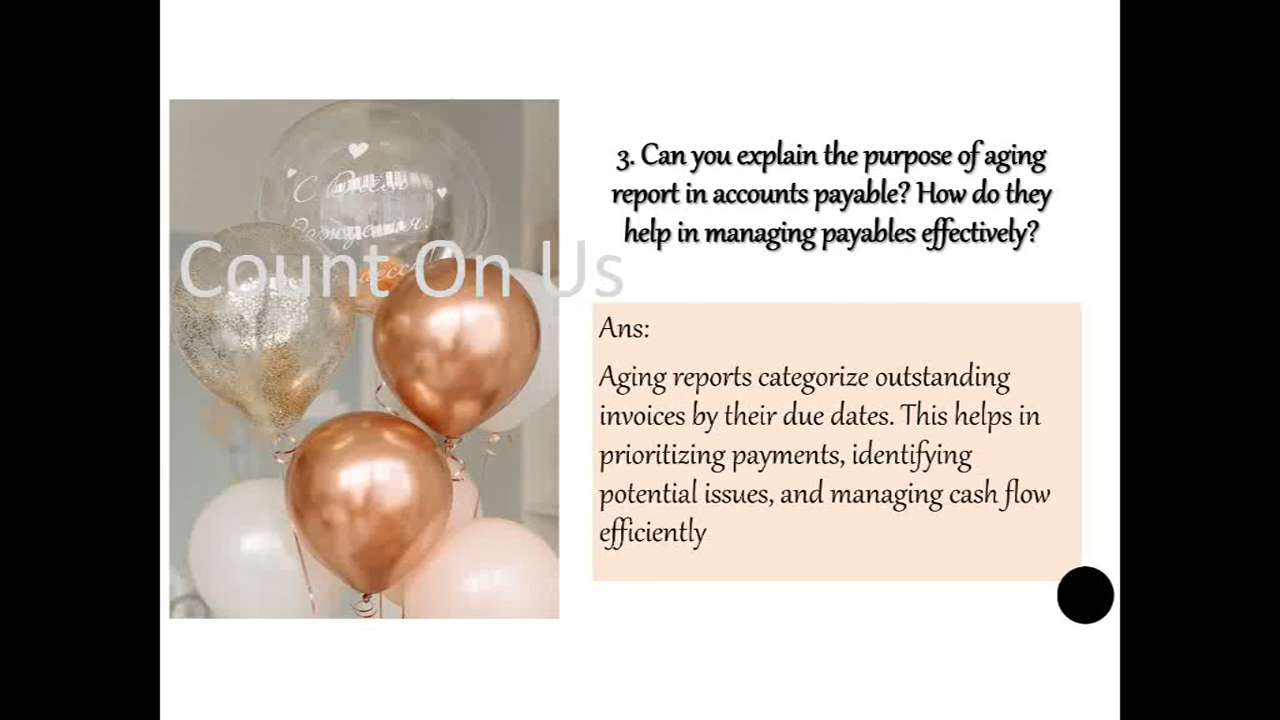 С Днём
Рождения,
Count On Us
3. Can you explain the purpose of aging
report in accounts payable? How do they
help in managing payables effectively?
Ans:
Aging reports categorize outstanding
invoices by their due dates. This helps in
prioritizing payments, identifying
potential issues, and managing cash flow
efficiently